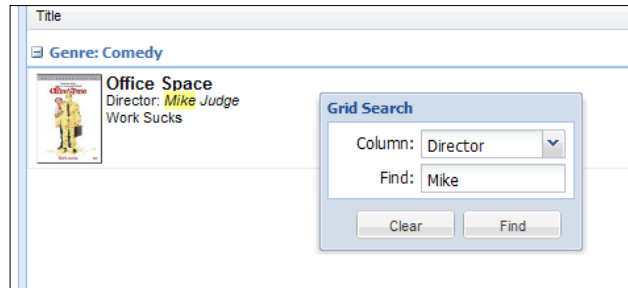 Title
Genre: Comedy
Office Space
Director: Mike Judge
Work Sucks
Grid Search
Column: Director
Find: Mike
Clear Find